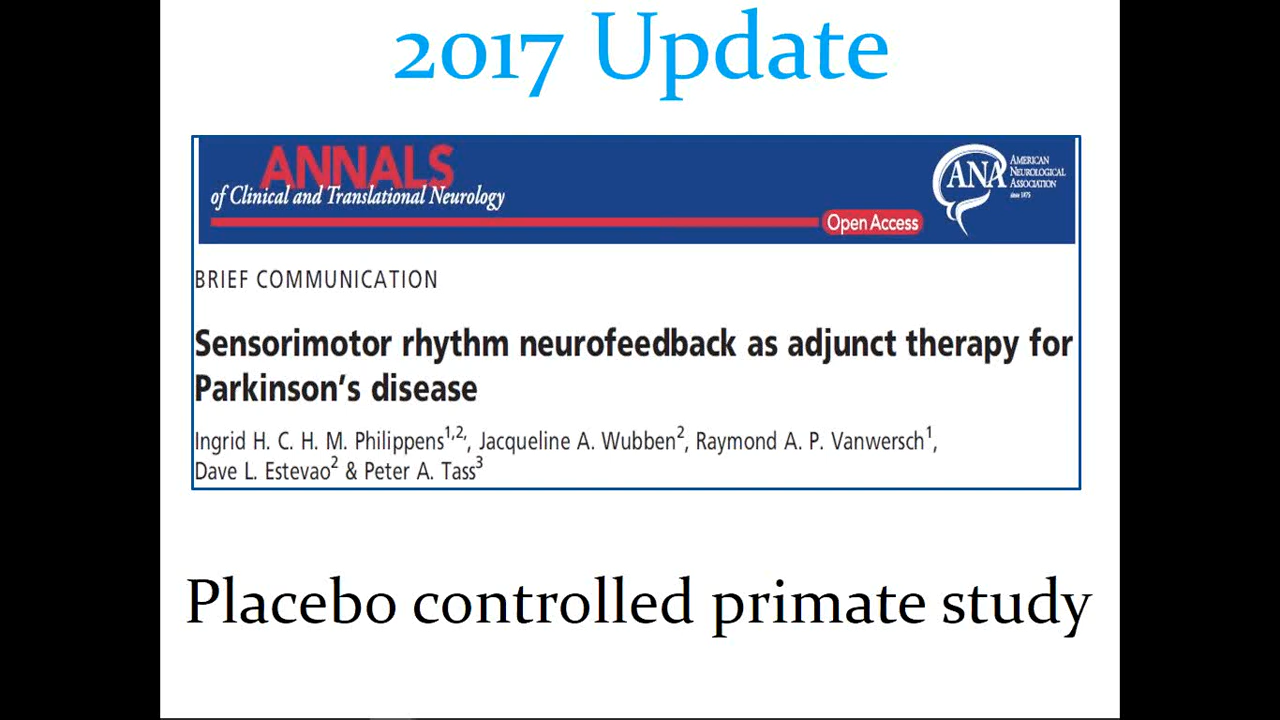 2017 Update
ANNALS
of Clinical and Translational Neurology
Open Access
ANA
AMERICAN
NEUROLOGICAL
ASSOCIATION
since 1875
BRIEF COMMUNICATION
Sensorimotor rhythm neurofeedback as adjunct therapy for
Parkinson's disease
Ingrid H. C. H. M. Philippens1,2,, Jacqueline A. Wubben2, Raymond A. P. Vanwersch1,
Dave L. Estevao2 & Peter A. Tass3
Placebo controlled primate study